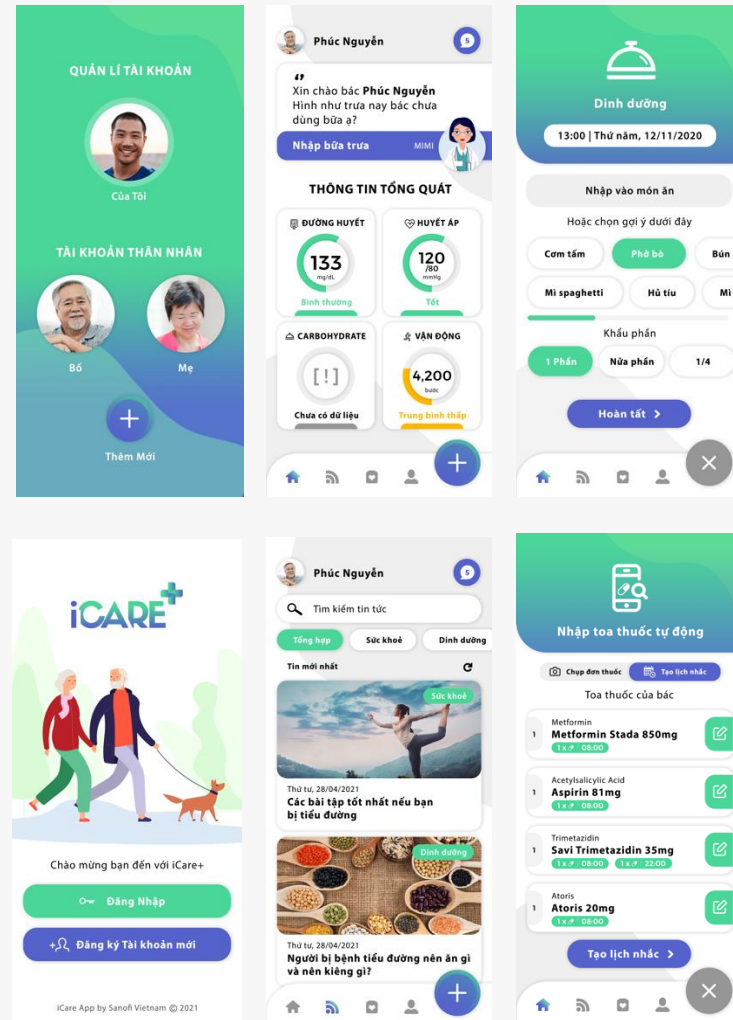 QUẢN LÍ TÀI KHOẢN
Của Tôi
TÀI KHOẢN THÂN NHÂN
Bố
Mẹ
Thêm Mới
Phúc Nguyễn
5
Xin chào bác Phúc Nguyễn
Hình như trưa nay bác chưa
dùng bữa ạ?
Nhập bữa trưa
MIMI
THÔNG TIN TỔNG QUÁT
ĐƯỜNG HUYẾT
133
mg/dL
Bình thường
HUYẾT ÁP
120
/80
mmHg
Tốt
CARBOHYDRATE
[!]
Chưa có dữ liệu
VẬN ĐỘNG
4,200
bước
Trung bình thấp
Dinh dưỡng
13:00 | Thứ năm, 12/11/2020
Nhập vào món ăn
Hoặc chọn gợi ý dưới đây
Cơm tấm
Phở bò
Bún
Mì spaghetti
Hủ tíu
Mì
Khẩu phần
1 Phần
Nửa phần
1/4
Hoàn tất >
iCARE+
Chào mừng bạn đến với iCare+
Đăng Nhập
Đăng ký Tài khoản mới
iCare App by Sanofi Vietnam © 2021
Phúc Nguyễn
5
Tìm kiếm tin tức
Tổng hợp
Sức khoẻ
Dinh dưỡng
Tin mới nhất
Sức khoẻ
Thứ tư, 28/04/2021
Các bài tập tốt nhất nếu bạn
bị tiểu đường
Dinh dưỡng
Thứ tư, 28/04/2021
Người bị bệnh tiểu đường nên ăn gì
và nên kiêng gì?
Nhập toa thuốc tự động
Chụp đơn thuốc
Tạo lịch nhắc
Toa thuốc của bác
1
Metformin
Metformin Stada 850mg
1 x 08:00
1
Acetylsalicylic Acid
Aspirin 81mg
1 x 08:00
1
Trimetazidin
Savi Trimetazidin 35mg
1 x 08:00
1 x 22:00
1
Atoris
Atoris 20mg
1 x 08:00
Tạo lịch nhắc >